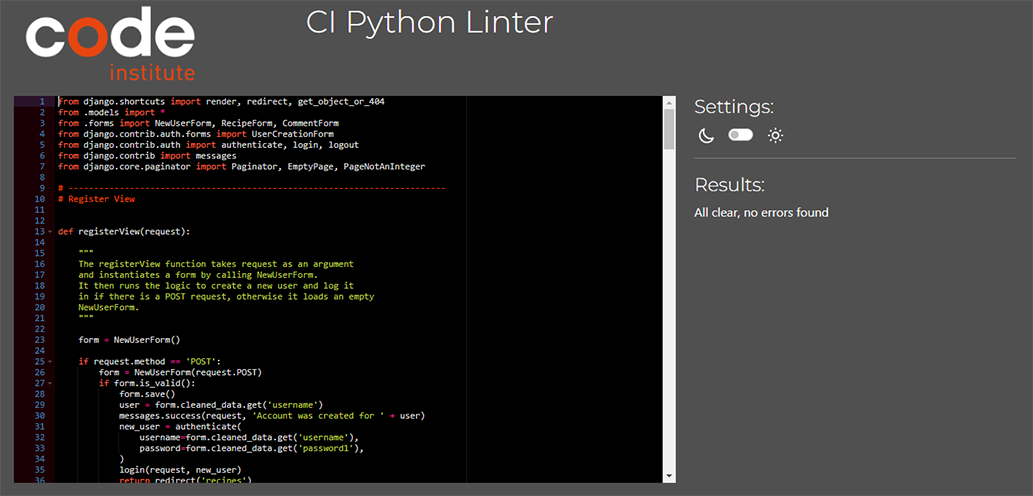 code
institute
CI Python Linter
1 from django.shortcuts import render, redirect, get_object_or_404
2 from .models import *
3 from .forms import NewUserForm, RecipeForm, CommentForm
4 from django.contrib.auth.forms import UserCreationForm
5 from django.contrib.auth import authenticate, login, logout
6 from django.contrib import messages
7 from django.core.paginator import Paginator, EmptyPage, PageNotAnInteger
8
9 # --------------------------------------------------------------------------
10 # Register View
11
12
13 def registerView(request):
14
15     """
16     The registerView function takes request as an argument
17     and instantiates a form by calling NewUserForm.
18     It then runs the logic to create a new user and log it
19     in if there is a POST request, otherwise it loads an empty
20     NewUserForm.
21     """
22
23     form = NewUserForm()
24
25     if request.method == 'POST':
26         form = NewUserForm(request.POST)
27         if form.is_valid():
28             form.save()
29             user = form.cleaned_data.get('username')
30             messages.success(request, 'Account was created for ' + user)
31             new_user = authenticate(
32                 username=form.cleaned_data.get('username'),
33                 password=form.cleaned_data.get('password1'),
34             )
35             login(request, new_user)
36             return redirect('recipes')
Settings:
Results:
All clear, no errors found